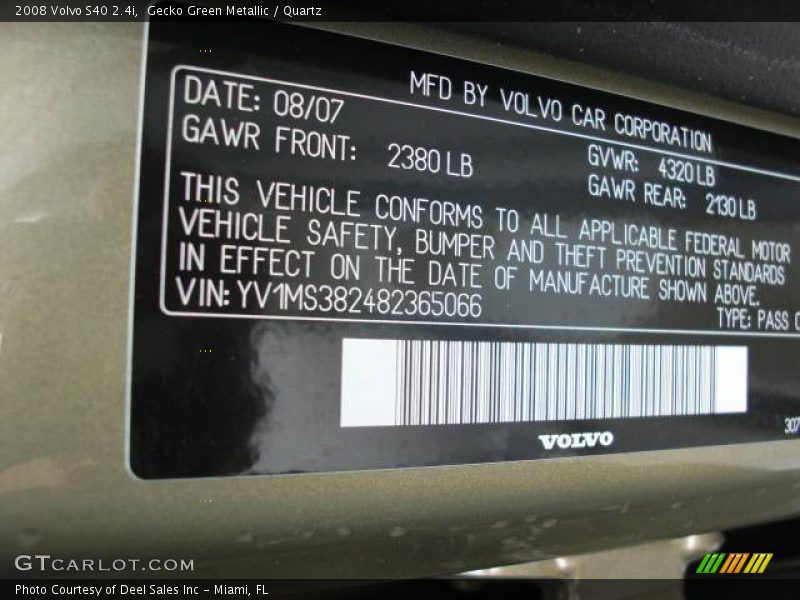 2008 Volvo S40 2.4i, Gecko Green Metallic / Quartz
MFD BY VOLVO CAR CORPORATION
DATE: 08/07
GAWR FRONT: 2380 LB
GVWR: 4320 LB
GAWR REAR: 2130 LB
THIS VEHICLE CONFORMS TO ALL APPLICABLE FEDERAL MOTOR
VEHICLE SAFETY, BUMPER AND THEFT PREVENTION STANDARDS
IN EFFECT ON THE DATE OF MANUFACTURE SHOWN ABOVE.
VIN: YV1MS382482365066
TYPE: PASS
VOLVO
307
GTCARLOT.COM
Photo Courtesy of Deel Sales Inc - Miami, FL